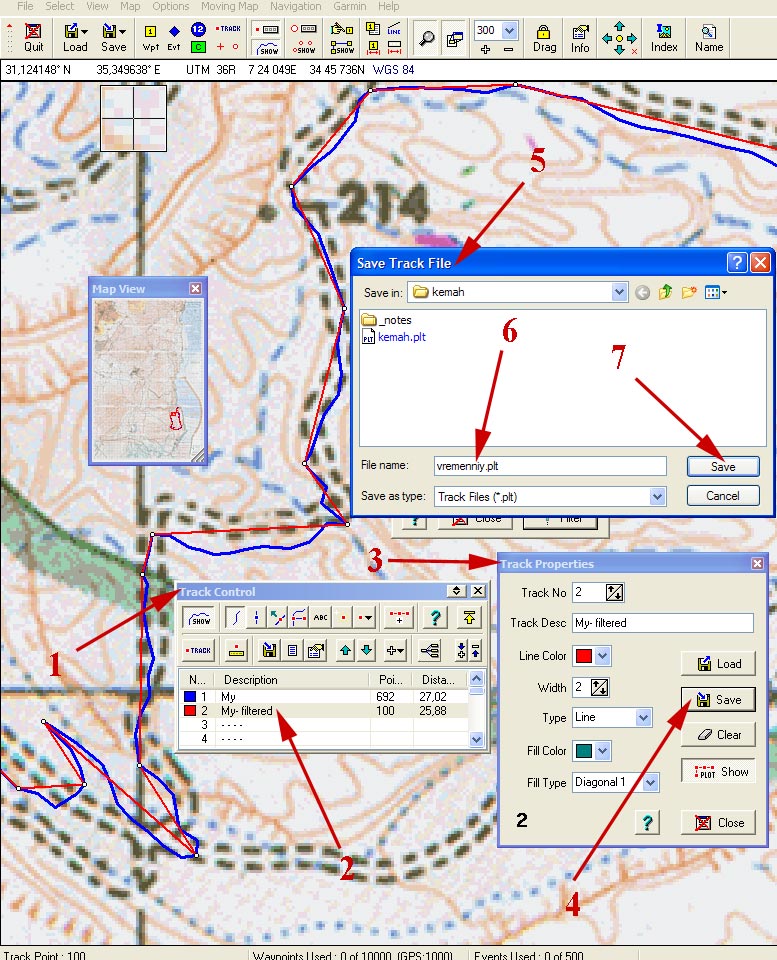 File Select View Map Options Navigation Moving Map Garmin Help
Quit Load Save Wpt Evt 12 C TRACK SHOW SHOW SHOW 1 LINE 300 Drag Info Index Name
31,124148° N 35,349638° E UTM 36R 7 24 049E 34 45 736N WGS 84
214
5
Save Track File
Save in: kemah
_notes
kemah.plt
6
7
File name: vremenniy.plt Save
Save as type: Track Files (*.plt) Cancel
Close Filter
Map View
1
Track Control
SHOW ABC ?
TRACK
N... Description Poi... Dista...
1 My 692 27,02
2 My- filtered 100 25,88
3 - - - -
4 - - - -
2
3
Track Properties
Track No 2
Track Desc My- filtered
Line Color Load
Width 2 Save
Type Line Clear
Fill Color PLOT Show
Fill Type Diagonal 1
2 ? Close
4
Track Point : 100 Waypoints Used : 0 of 10000 (GPS:1000) Events Used : 0 of 500